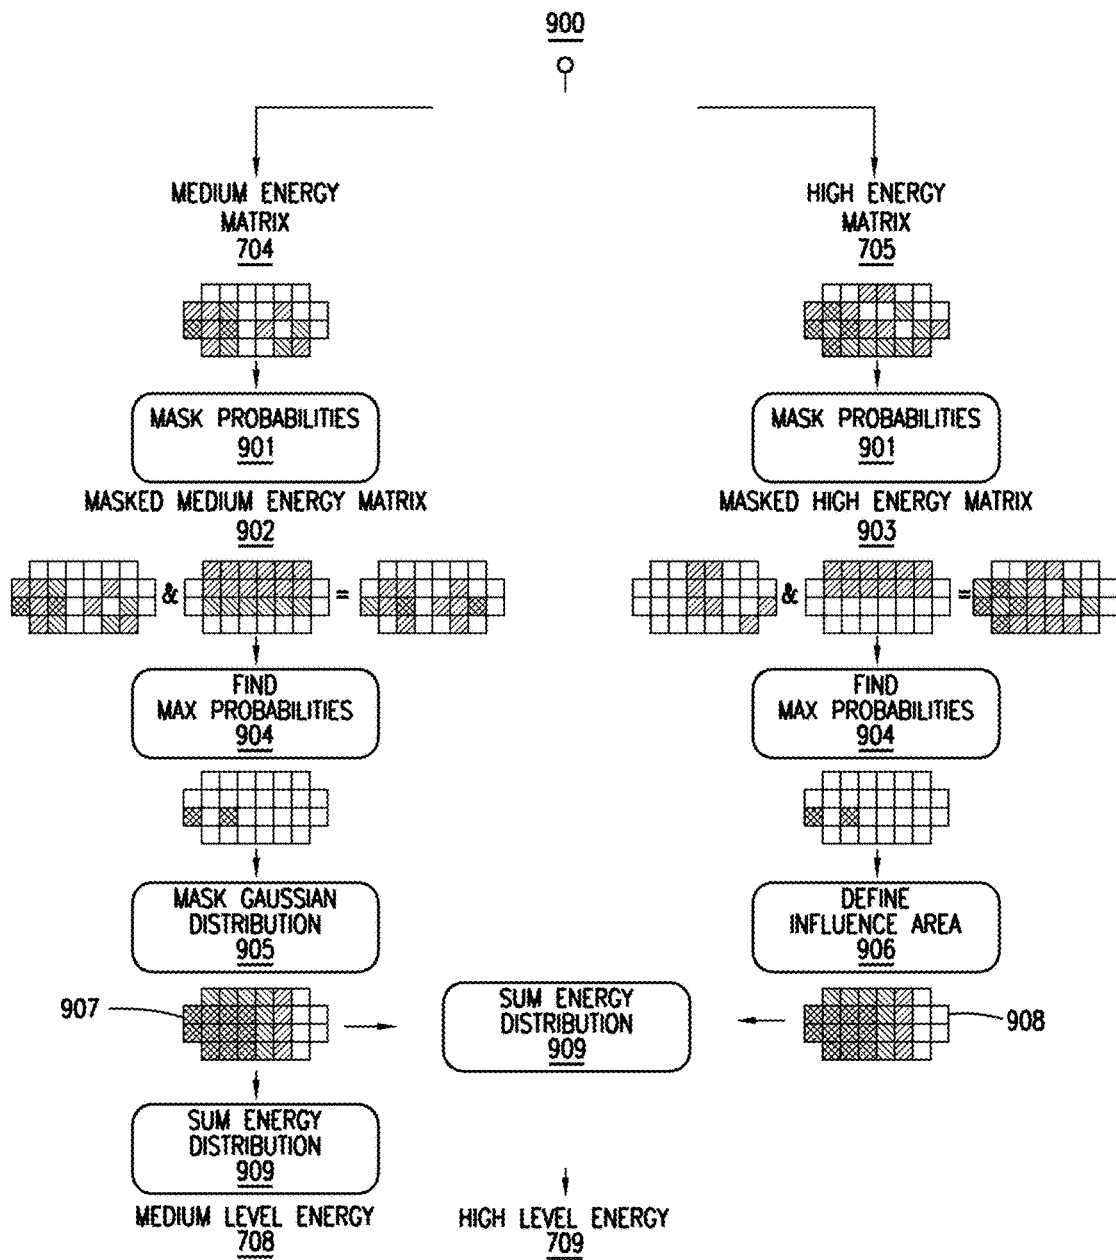 900
MEDIUM ENERGY
MATRIX
704
HIGH ENERGY
MATRIX
705
MASK PROBABILITIES
901
MASK PROBABILITIES
901
MASKED MEDIUM ENERGY MATRIX
902
MASKED HIGH ENERGY MATRIX
903
& =
& =
FIND
MAX PROBABILITIES
904
FIND
MAX PROBABILITIES
904
MASK GAUSSIAN
DISTRIBUTION
905
DEFINE
INFLUENCE AREA
906
907
SUM ENERGY
DISTRIBUTION
909
908
SUM ENERGY
DISTRIBUTION
909
MEDIUM LEVEL ENERGY
708
HIGH LEVEL ENERGY
709